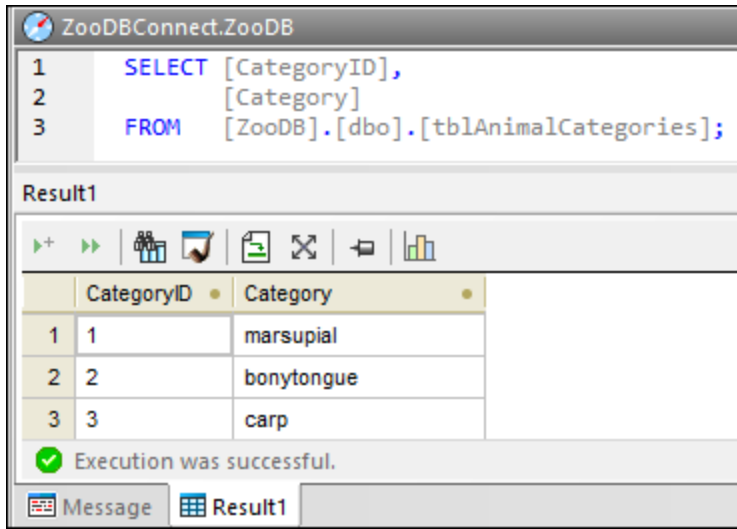 ZooDBConnect.ZooDB
1 SELECT [CategoryID],
2 [Category]
3 FROM [ZooDB].[dbo].[tblAnimalCategories];
Result1
CategoryID Category
1 1 marsupial
2 2 bonytongue
3 3 carp
Execution was successful.
Message Result1